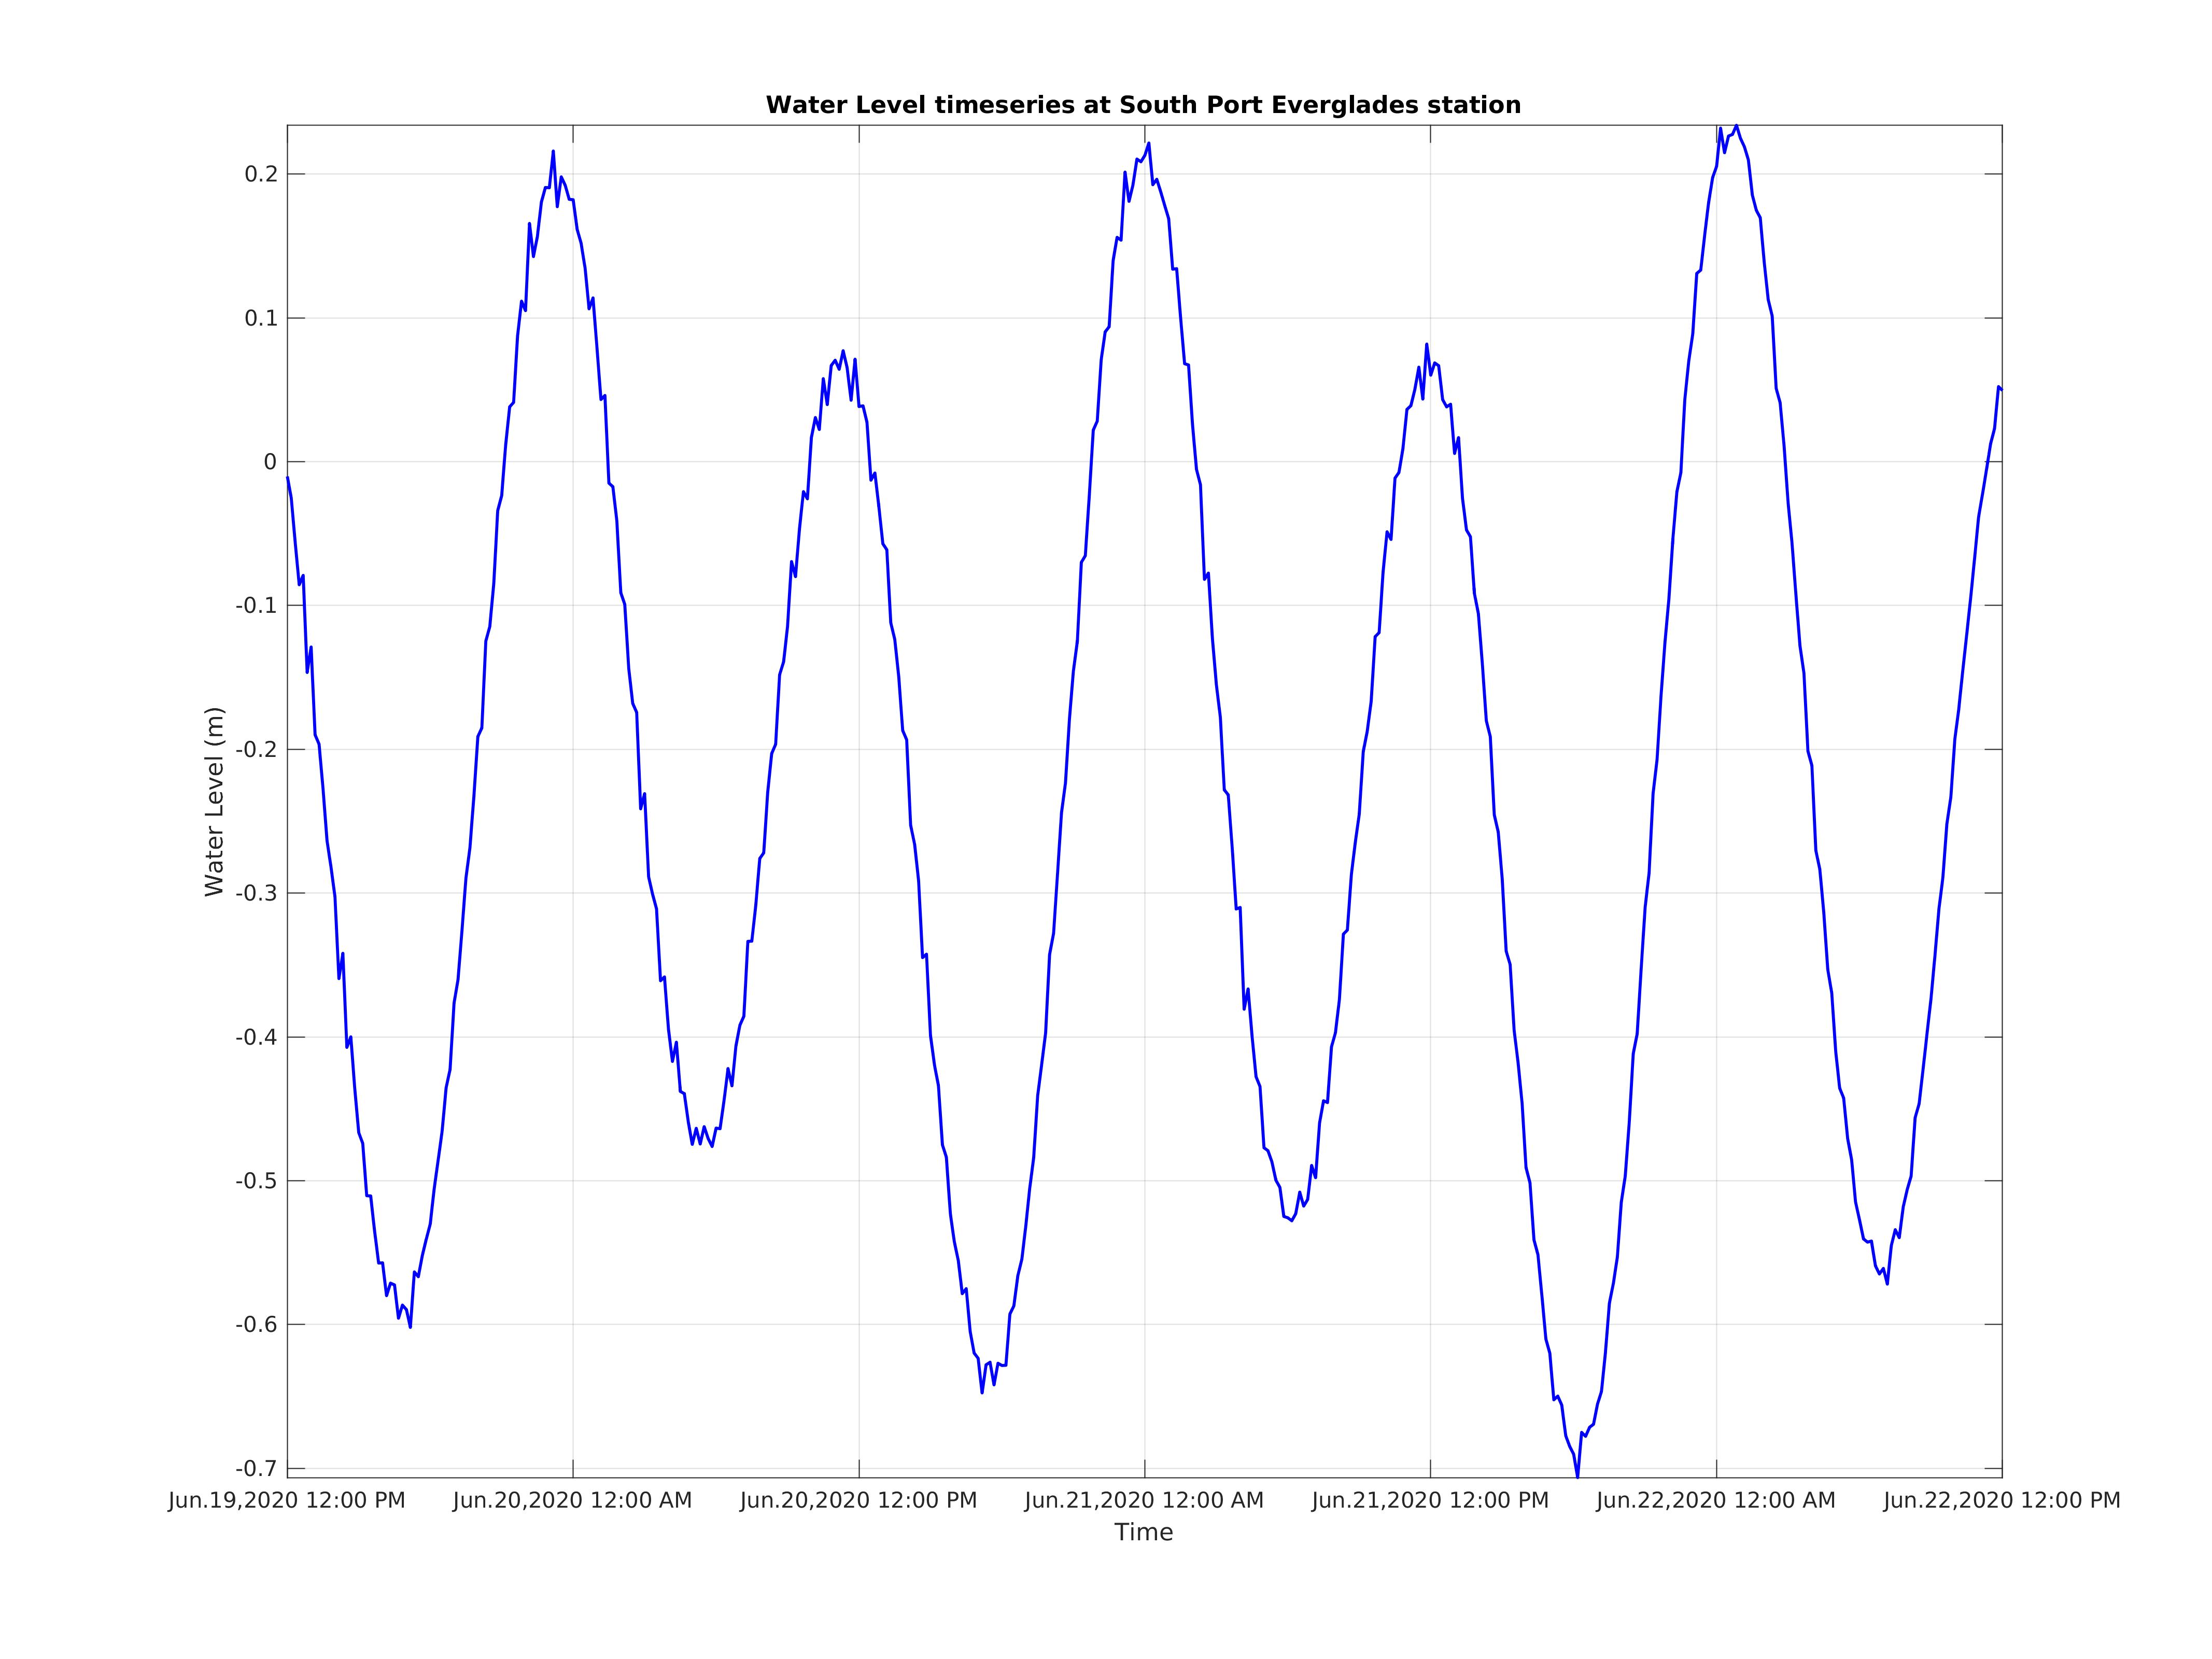 Water Level timeseries at South Port Everglades station
0.2
0.1
0
-0.1
-0.2
-0.3
-0.4
-0.5
-0.6
-0.7
Water Level (m)
Jun.19,2020 12:00 PM Jun.20,2020 12:00 AM Jun.20,2020 12:00 PM Jun.21,2020 12:00 AM Jun.21,2020 12:00 PM Jun.22,2020 12:00 AM Jun.22,2020 12:00 PM
Time